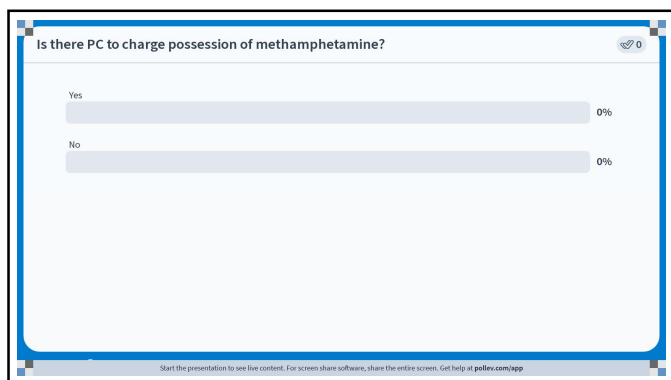 Is there PC to charge possession of methamphetamine?
0
Yes
0%
No
0%
Start the presentation to see live content. For screen share software, share the entire screen. Get help at pollev.com/app